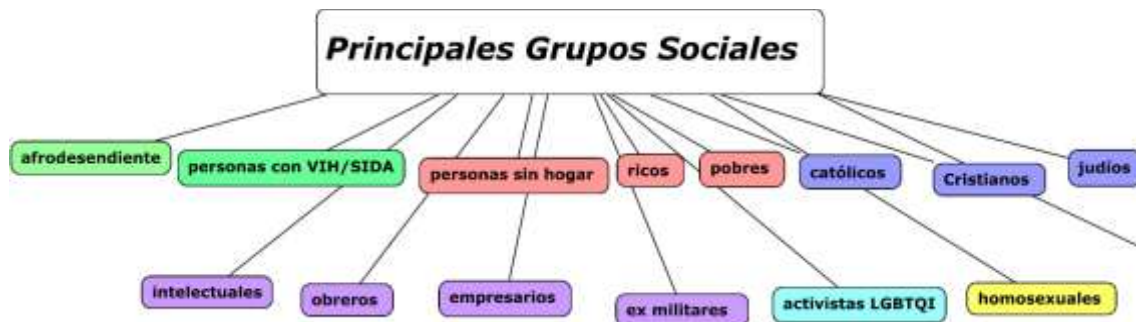 Principales Grupos Sociales
afrodesendiente
personas con VIH/SIDA
personas sin hogar
ricos
pobres
católicos
Cristianos
judios
intelectuales
obreros
empresarios
ex militares
activistas LGBTQI
homosexuales